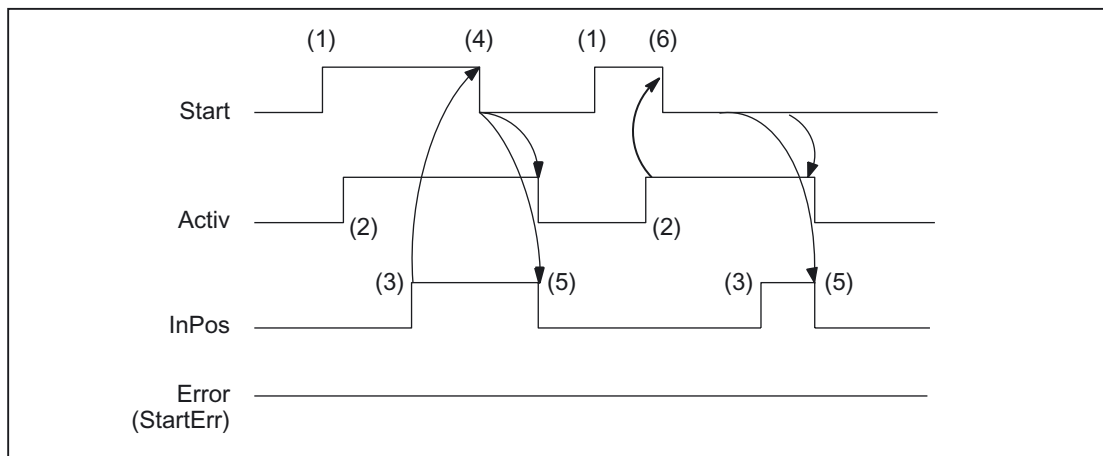 (1) (4) (1) (6)
Start
Activ
(2) (2)
(3) (5) (3) (5)
InPos
Error
(StartErr)